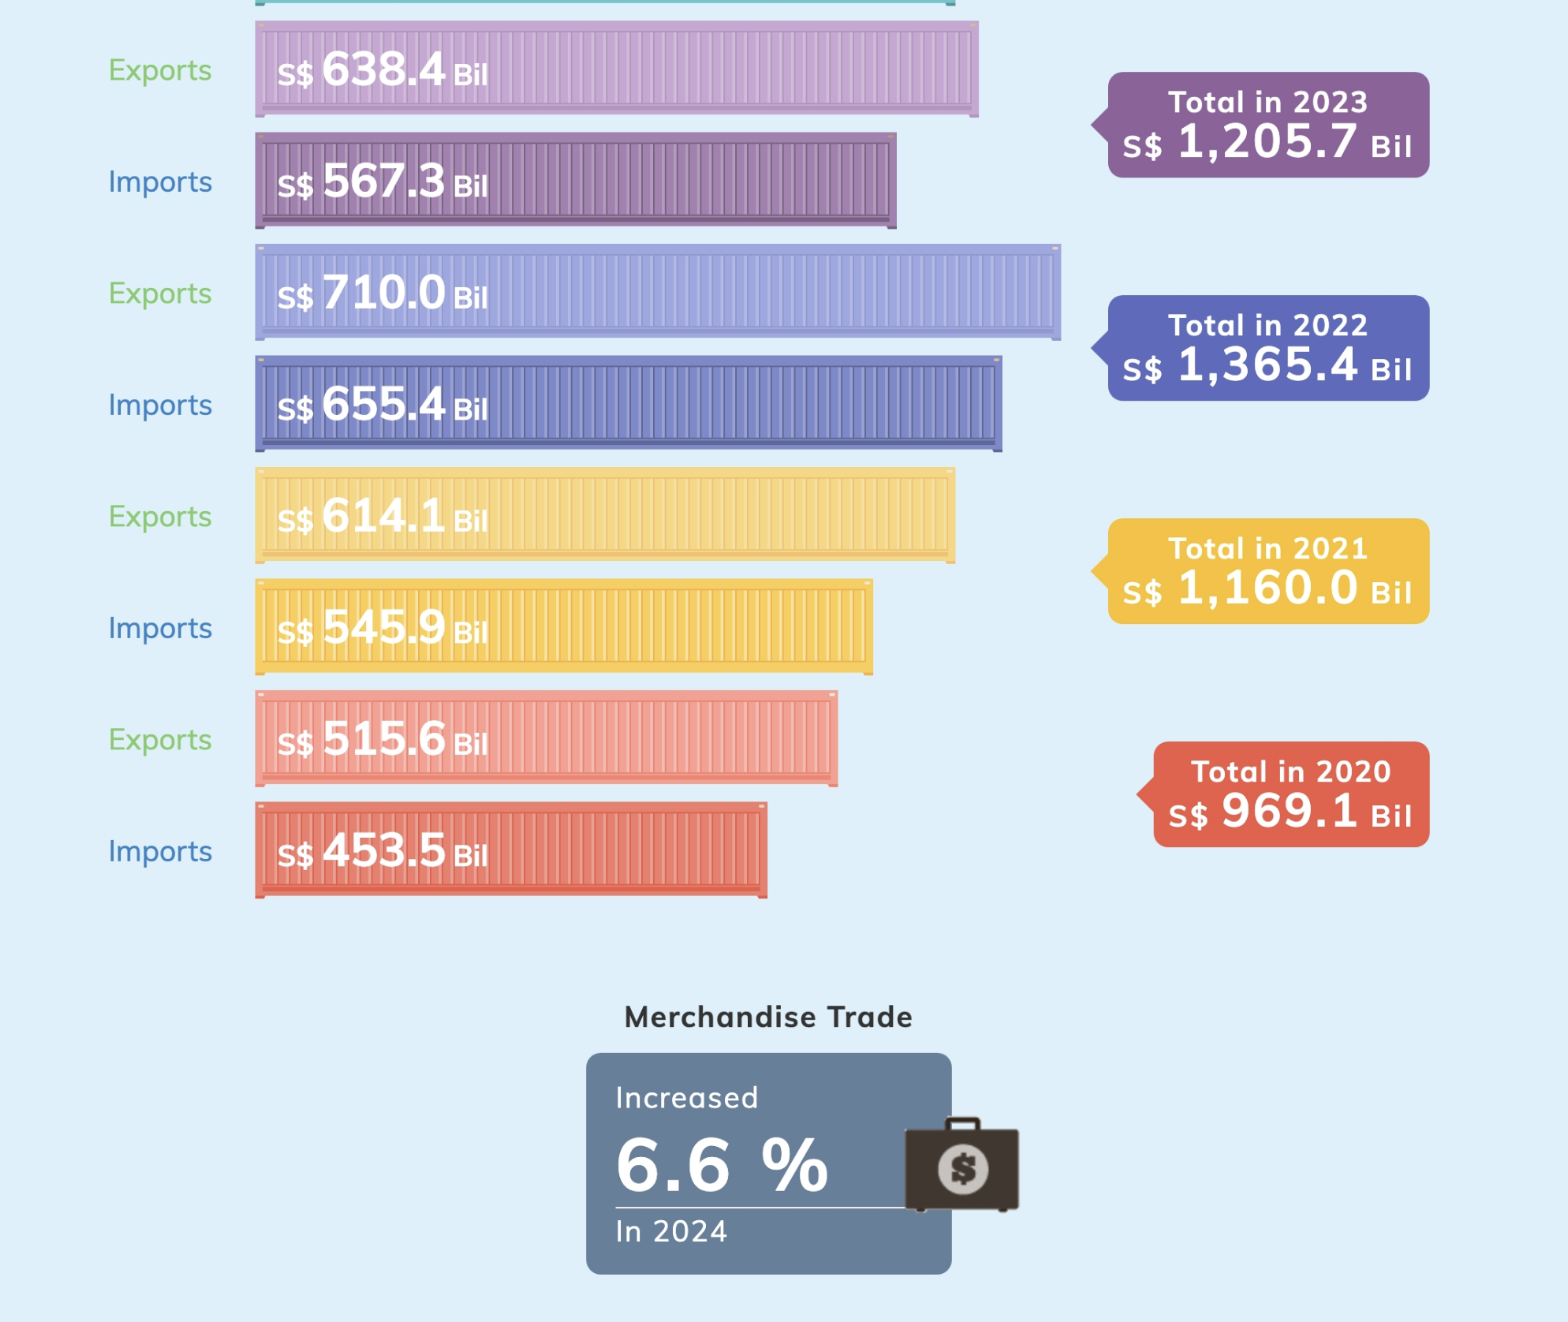 Exports S$ 638.4 Bil
Total in 2023
S$ 1,205.7 Bil
Imports S$ 567.3 Bil
Exports S$ 710.0 Bil
Total in 2022
S$ 1,365.4 Bil
Imports S$ 655.4 Bil
Exports S$ 614.1 Bil
Total in 2021
S$ 1,160.0 Bil
Imports S$ 545.9 Bil
Exports S$ 515.6 Bil
Total in 2020
S$ 969.1 Bil
Imports S$ 453.5 Bil
Merchandise Trade
Increased
6.6 %
$
In 2024